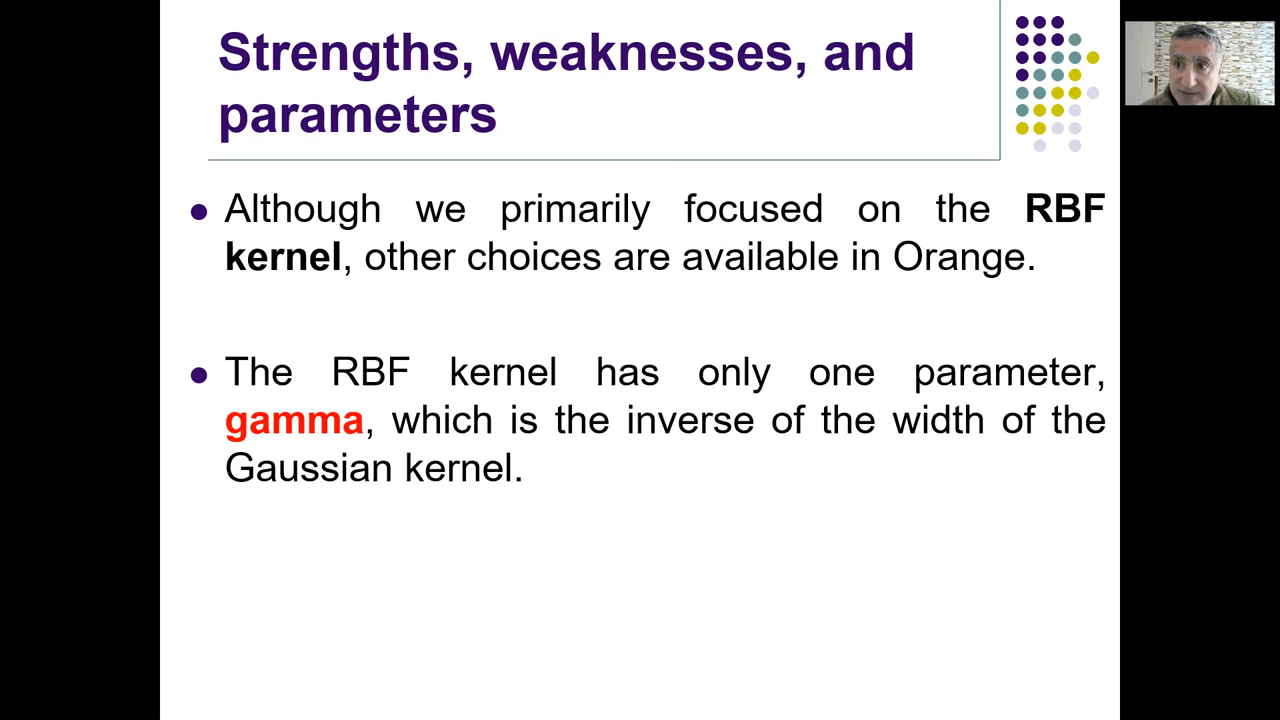 Strengths, weaknesses, and
parameters
Although we primarily focused on the RBF
kernel, other choices are available in Orange.
The RBF kernel has only one parameter,
gamma, which is the inverse of the width of the
Gaussian kernel.